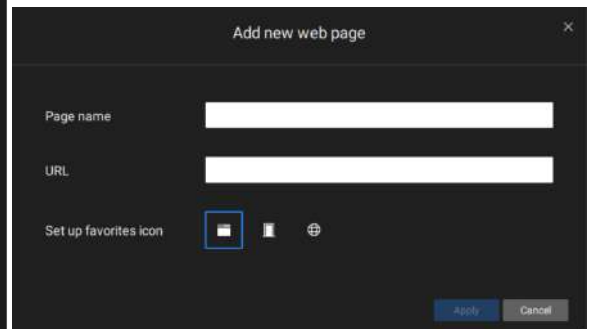 Add new web page
Page name
URL
Set up favorites icon
Apply Cancel